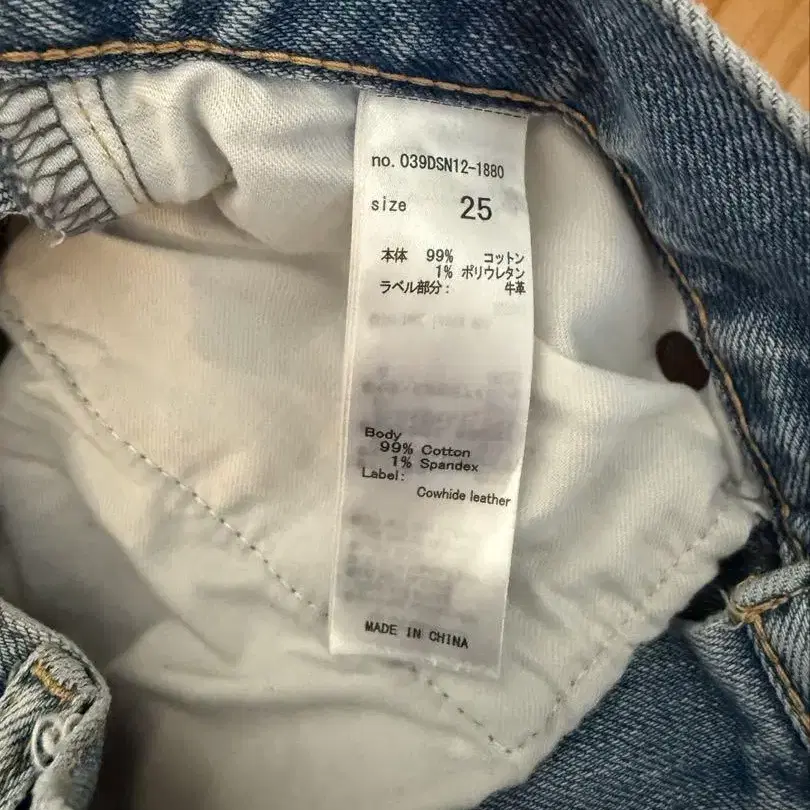 no. 039DSN12-1880
size 25
本体 99% コットン
1% ポリウレタン
ラベル部分: 牛革
Body
99% Cotton
1% Spandex
Label:
Cowhide leather
MADE IN CHINA